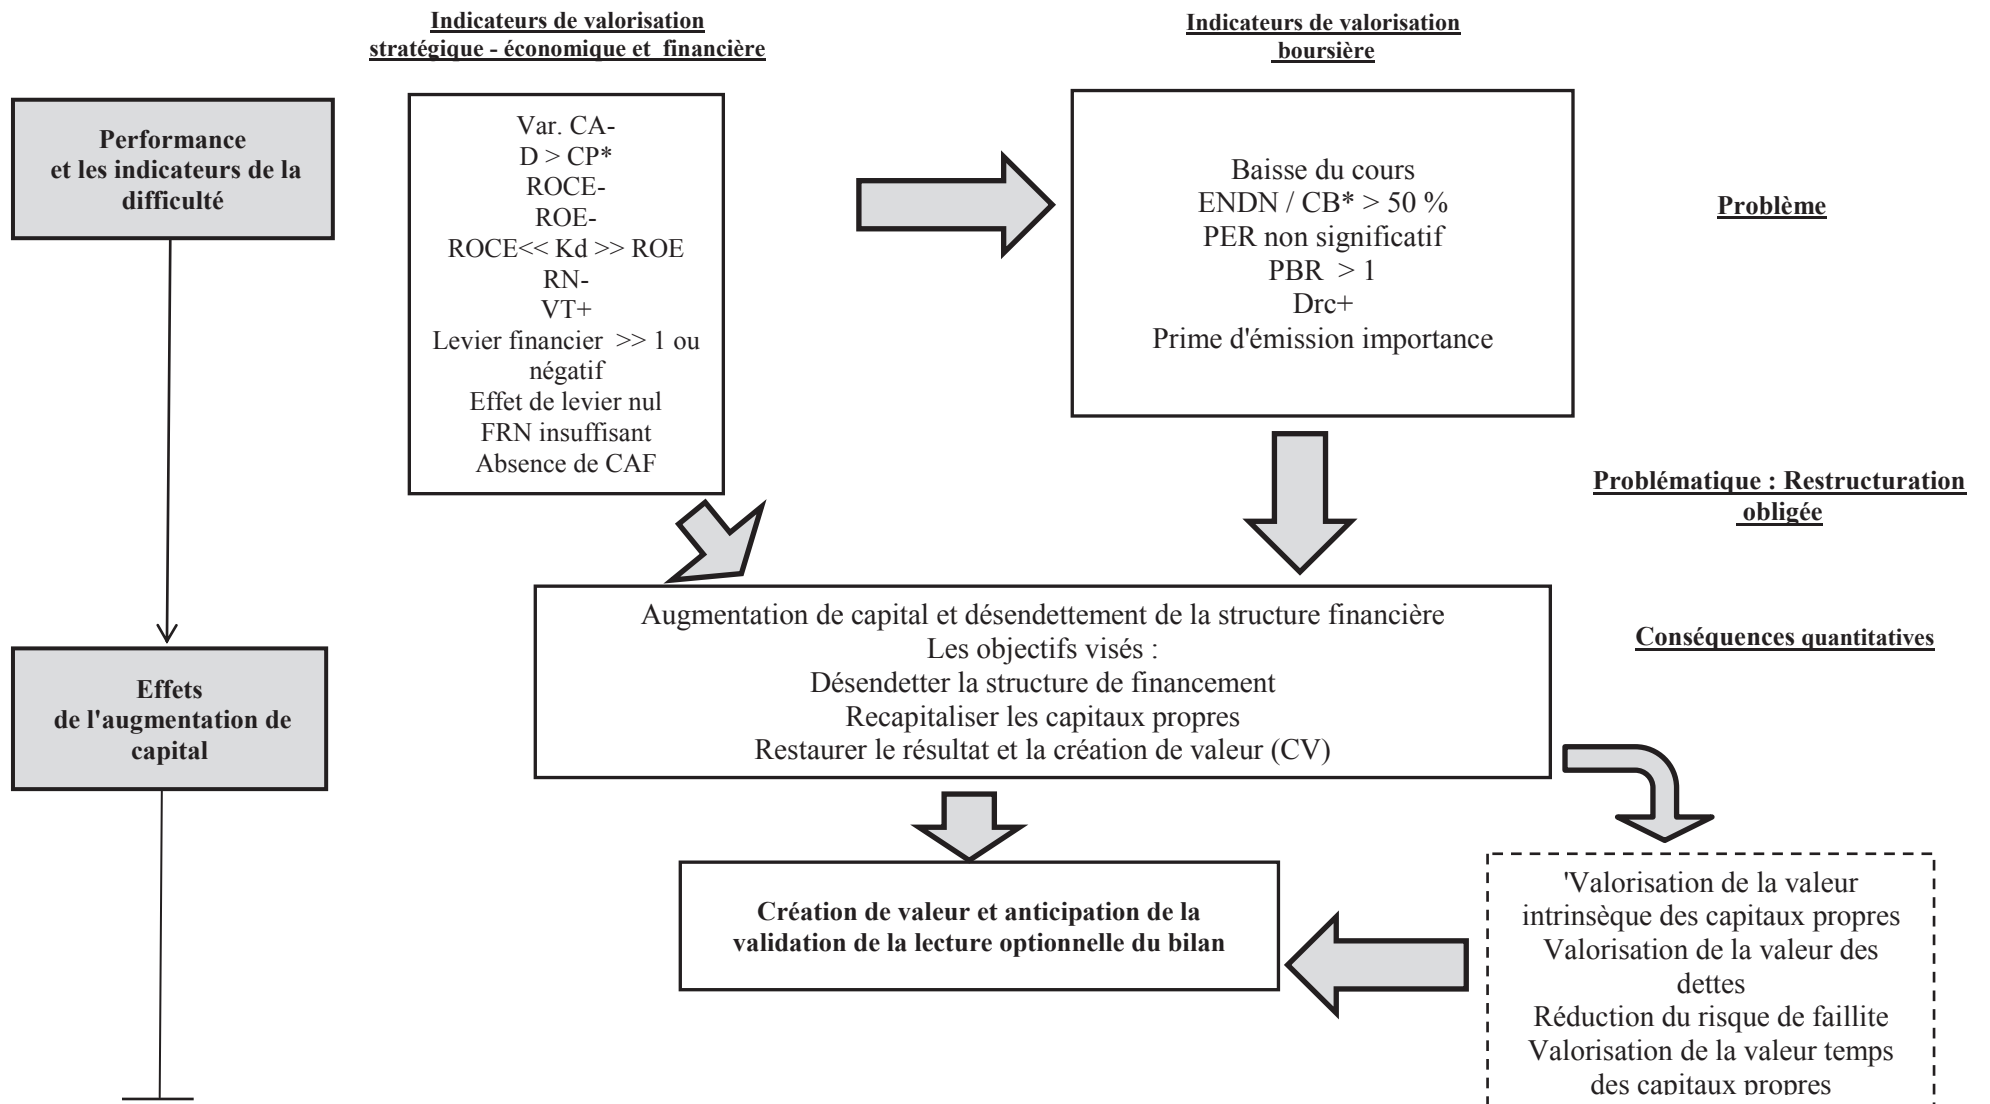 Indicateurs de valorisation
stratégique - économique et financière
Indicateurs de valorisation
boursière
Performance
et les indicateurs de la
difficulté
Var. CA-
D > CP*
ROCE-
ROE-
ROCE<< Kd >> ROE
RN-
VT+
Levier financier >> 1 ou
négatif
Effet de levier nul
FRN insuffisant
Absence de CAF
Baisse du cours
ENDN / CB* > 50 %
PER non significatif
PBR > 1
Drc+
Prime d'émission importance
Problème
Problématique : Restructuration
obligée
Augmentation de capital et désendettement de la structure financière
Les objectifs visés :
Désendetter la structure de financement
Recapitaliser les capitaux propres
Restaurer le résultat et la création de valeur (CV)
Conséquences quantitatives
Effets
de l'augmentation de
capital
Création de valeur et anticipation de la
validation de la lecture optionnelle du bilan
'Valorisation de la valeur
intrinsèque des capitaux propres
Valorisation de la valeur des
dettes
Réduction du risque de faillite
Valorisation de la valeur temps
des capitaux propres